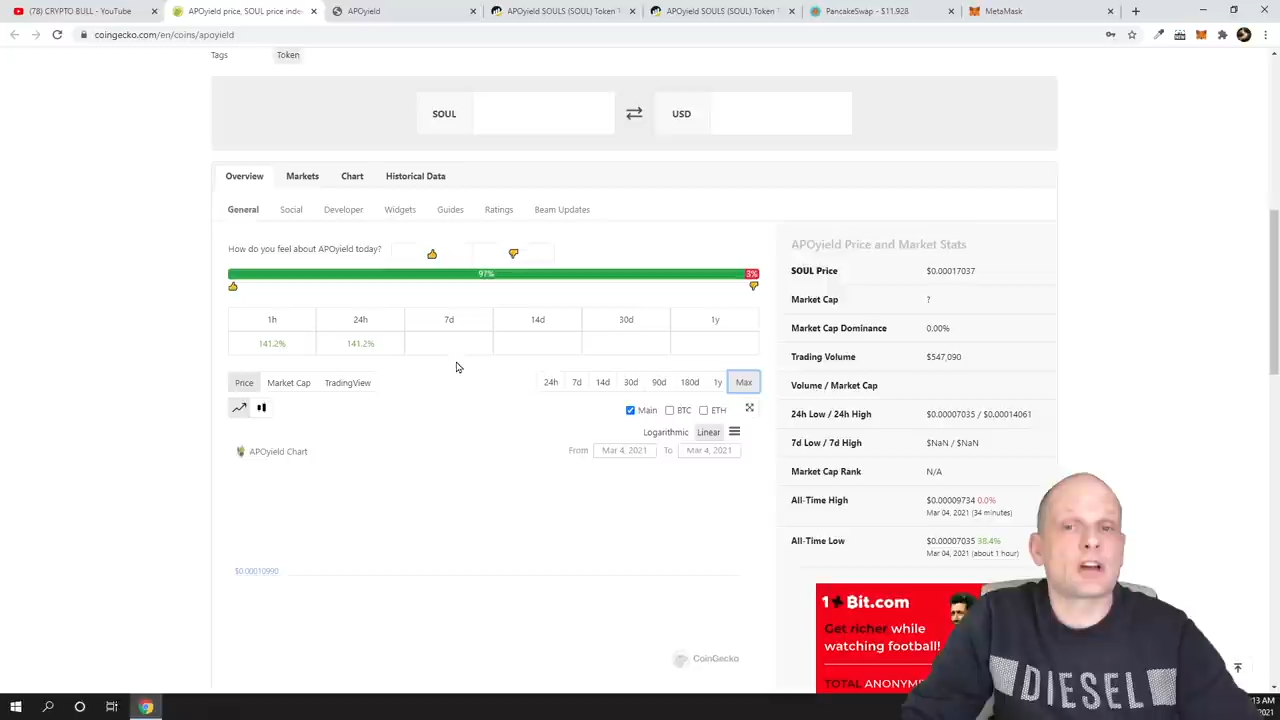 (78) CRYPTO BULL - YouTube
APOyield price, SOUL price inde
APOyield
APOyield SOULS (SOUL) Token T
APOyield SOULS (SOUL) Token T
PancakeSwap - $11.928
MetaMask
coingecko.com/en/coins/apoyield
Tags Token
SOUL USD
Overview Markets Chart Historical Data
General Social Developer Widgets Guides Ratings Beam Updates
How do you feel about APOyield today?
97% 3%
1h 24h 7d 14d 30d 1y
141.2% 141.2%
Price Market Cap TradingView
24h 7d 14d 30d 90d 180d 1y Max
Main BTC ETH
Logarithmic Linear
APOyield Chart
From Mar 4, 2021 To Mar 4, 2021
$0.00010990
CoinGecko
APOyield Price and Market Stats
SOUL Price $0.00017037
Market Cap ?
Market Cap Dominance 0.00%
Trading Volume $547,090
Volume / Market Cap
24h Low / 24h High $0.00007035 / $0.00014061
7d Low / 7d High $NaN / $NaN
Market Cap Rank N/A
All-Time High $0.00009734 0.0%
Mar 04, 2021 (34 minutes)
All-Time Low $0.00007035 38.4%
Mar 04, 2021 (about 1 hour)
1 Bit.com
Get richer while
watching football!
TOTAL ANONYM
DIESEL
:13 AM
2021